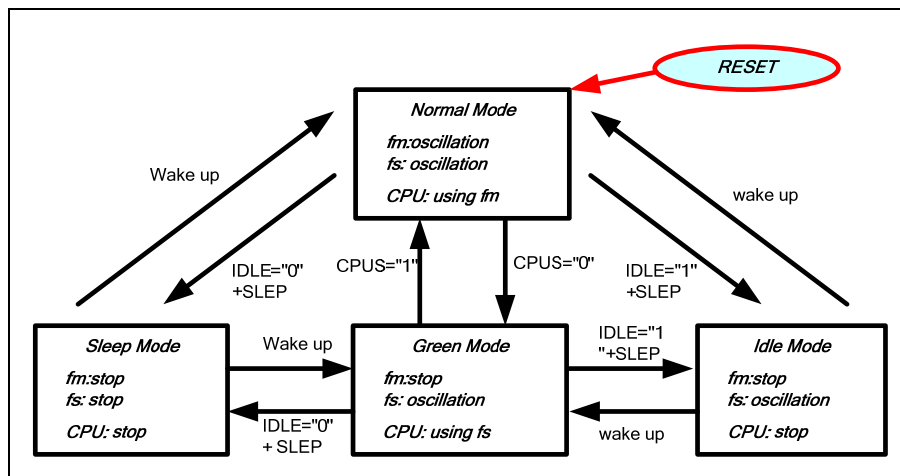 RESET
Normal Mode
fm:oscillation
fs: oscillation
CPU: using fm
Wake up
wake up
IDLE="0"
+SLEP
CPUS="1"
CPUS="0"
IDLE="1"
+SLEP
Sleep Mode
fm:stop
fs: stop
CPU: stop
Wake up
IDLE="0"
+ SLEP
Green Mode
fm:stop
fs: oscillation
CPU: using fs
IDLE="1
"+SLEP
wake up
Idle Mode
fm:stop
fs: oscillation
CPU: stop